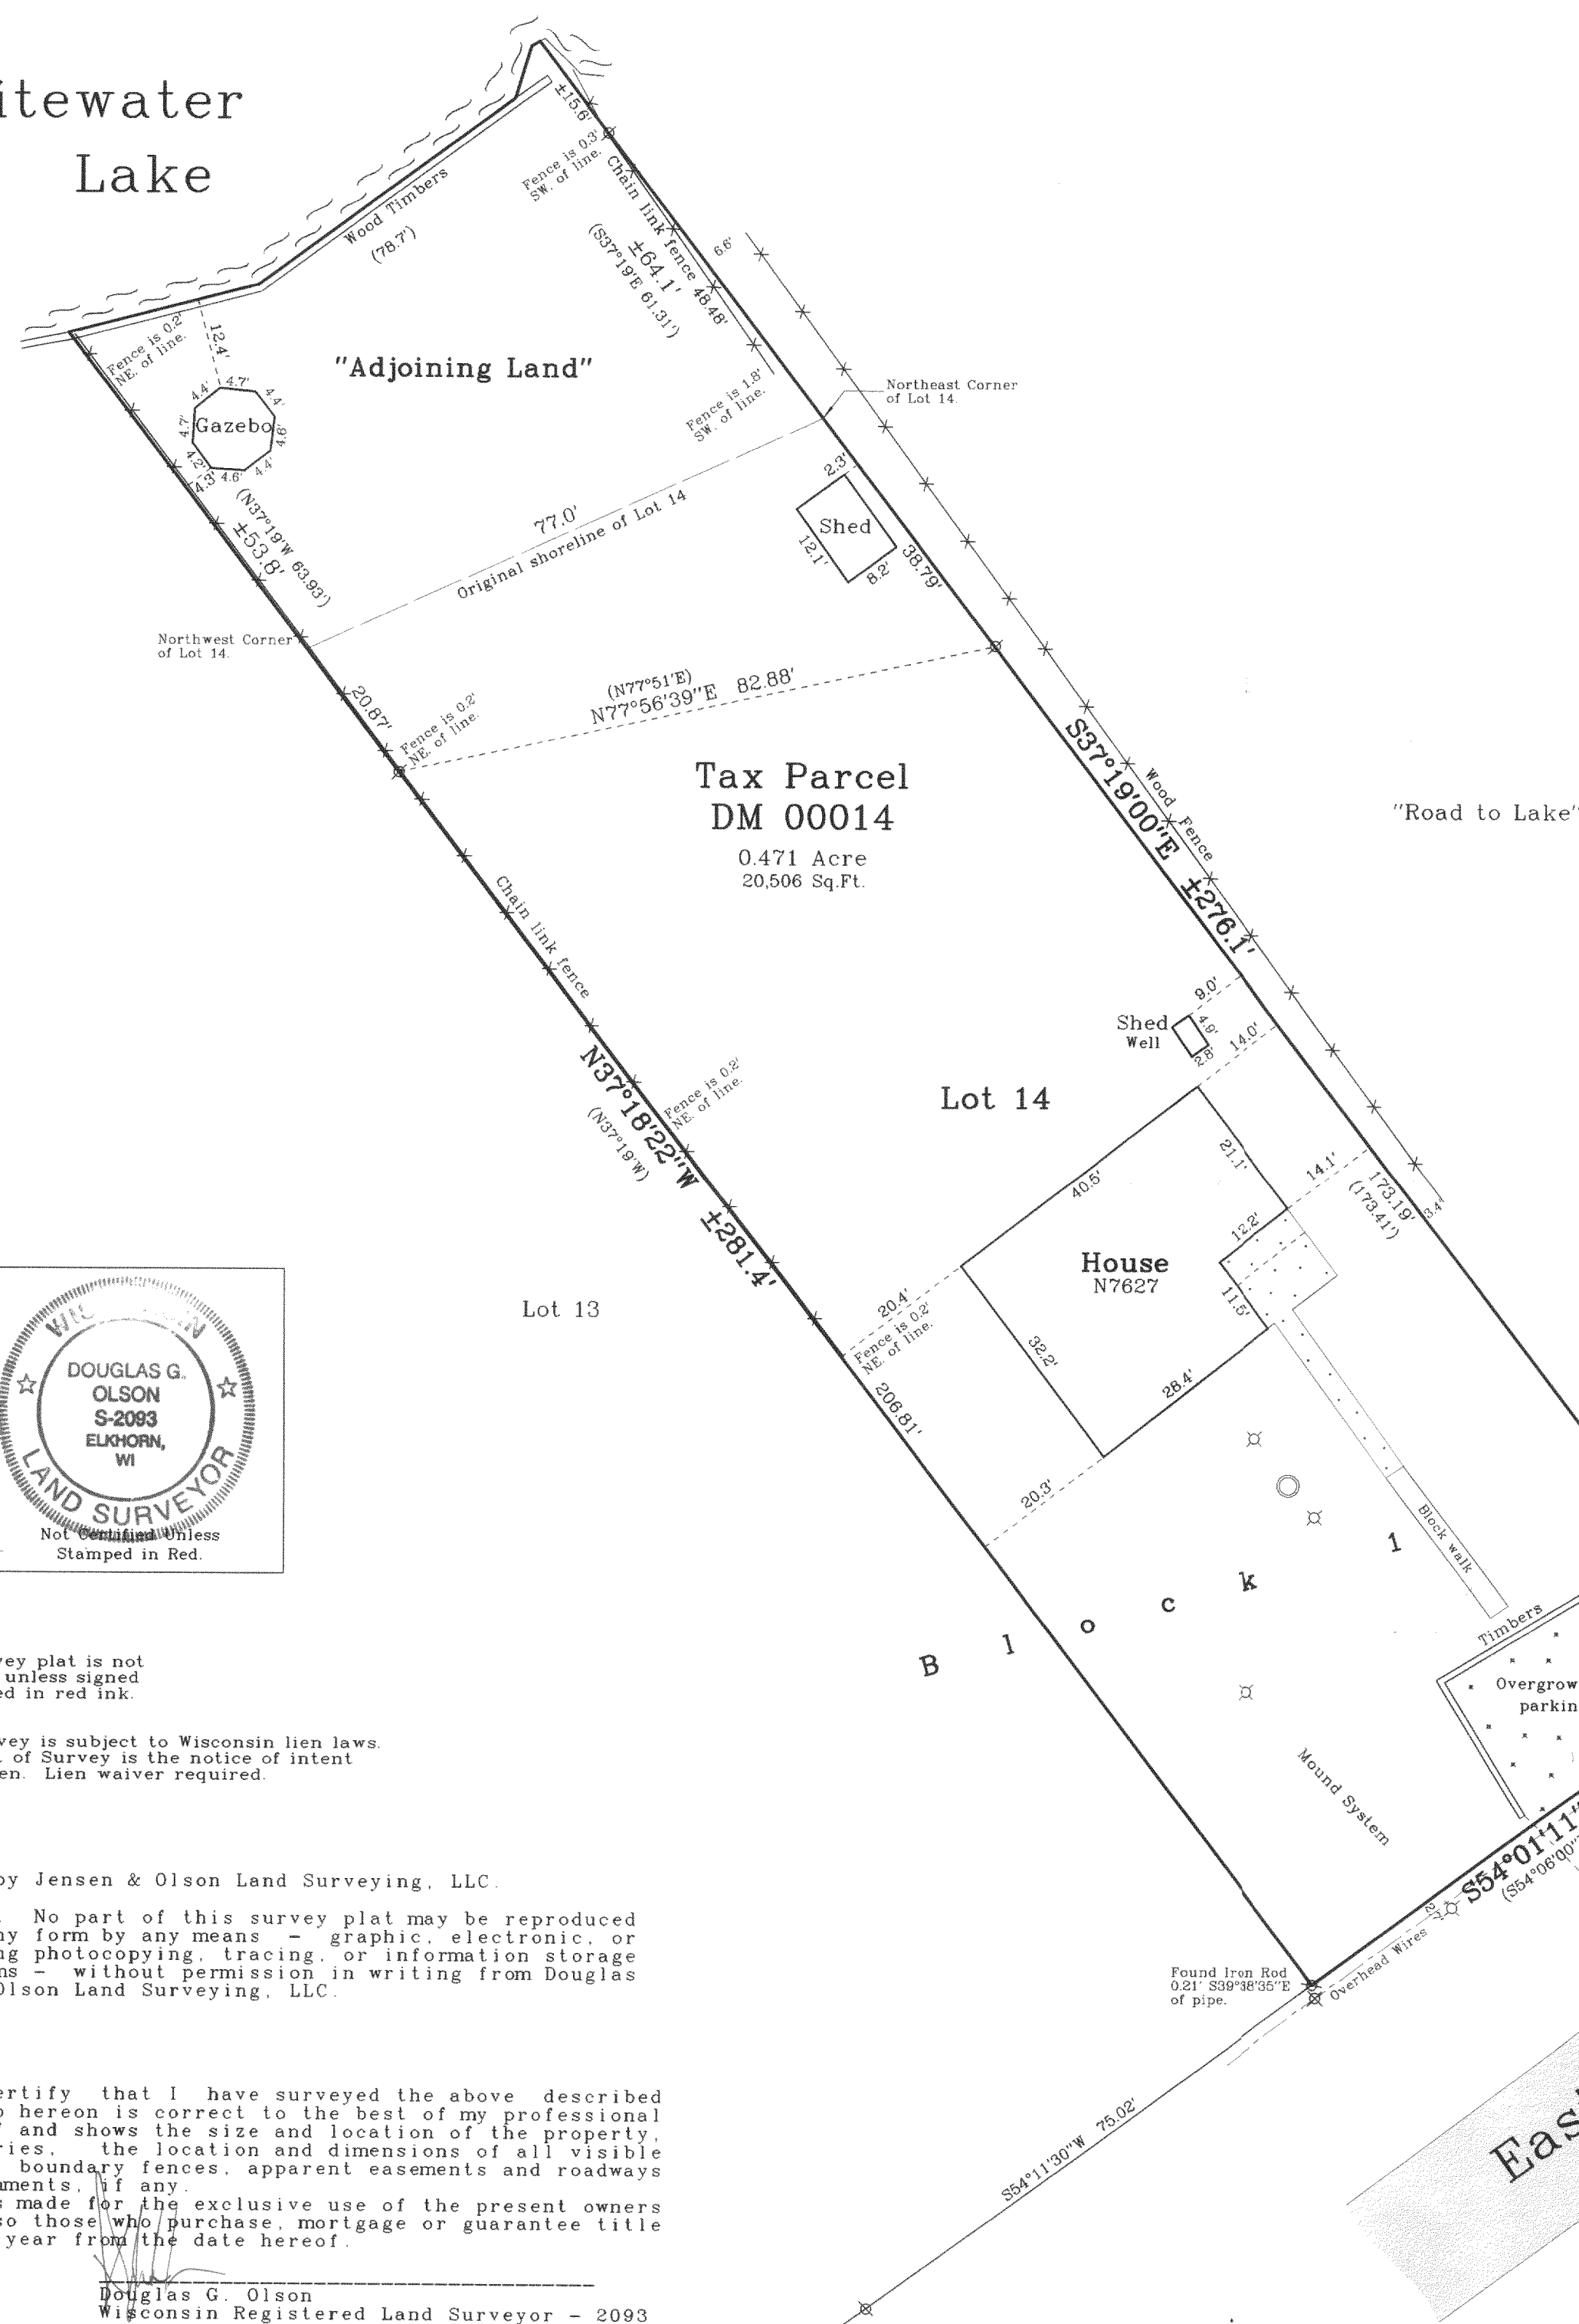 itewater
Lake
±15.6'
Fence is 0.3'
SW. of line.
Chain link fence 48.48'
±64.1'
(S37°19'E 61.31')
6.6'
Wood Timbers
(78.7')
Fence is 0.2'
NE. of line.
12.4'
"Adjoining Land"
Fence is 1.8'
SW. of line.
Northeast Corner
of Lot 14.
4.4'
4.7'
4.4'
4.7'
Gazebo
4.6'
4.2'
4.6'
4.4'
4.3'
(N37°19'W 63.93')
±53.8'
77.0'
Original shoreline of Lot 14
2.3'
Shed
12.1'
8.2'
38.79'
Northwest Corner
of Lot 14.
20.87'
Fence is 0.2'
NE. of line.
(N77°51'E)
N77°56'39"E 82.88'
Tax Parcel
DM 00014
0.471 Acre
20,506 Sq.Ft.
S37°19'00"E ±276.1'
Wood Fence
"Road to Lake"
Chain link fence
9.0'
Shed
Well
4.9'
2.8'
14.0'
N37°18'22"W ±281.4'
(N37°19'W)
Fence is 0.2'
NE. of line.
Lot 14
40.5'
21.1'
14.1'
173.19'
(173.41')
3.4'
12.2'
House
N7627
11.5'
Lot 13
20.4'
Fence is 0.2'
NE. of line.
32.2'
28.4'
206.81'
20.3'
DOUGLAS G.
OLSON
S-2093
ELKHORN,
WI
LAND SURVEYOR
Not Certified Unless
Stamped in Red.
Block walk
Block 1
Timbers
Overgrow
parkin
Mound System
vey plat is not
unless signed
ed in red ink.
vey is subject to Wisconsin lien laws.
of Survey is the notice of intent
en. Lien waiver required.
S54°01'11"
(S54°06'00"
Overhead Wires
by Jensen & Olson Land Surveying, LLC.
No part of this survey plat may be reproduced
ny form by any means - graphic, electronic, or
ng photocopying, tracing, or information storage
ms - without permission in writing from Douglas
Olson Land Surveying, LLC.
Found Iron Rod
0.21' S39°38'35"E
of pipe.
S54°11'30"W 75.02'
Eas
ertify that I have surveyed the above described
p hereon is correct to the best of my professional
and shows the size and location of the property,
ries, the location and dimensions of all visible
boundary fences, apparent easements and roadways
hments, if any.
s made for the exclusive use of the present owners
so those who purchase, mortgage or guarantee title
year from the date hereof.
Douglas G. Olson
Wisconsin Registered Land Surveyor - 2093